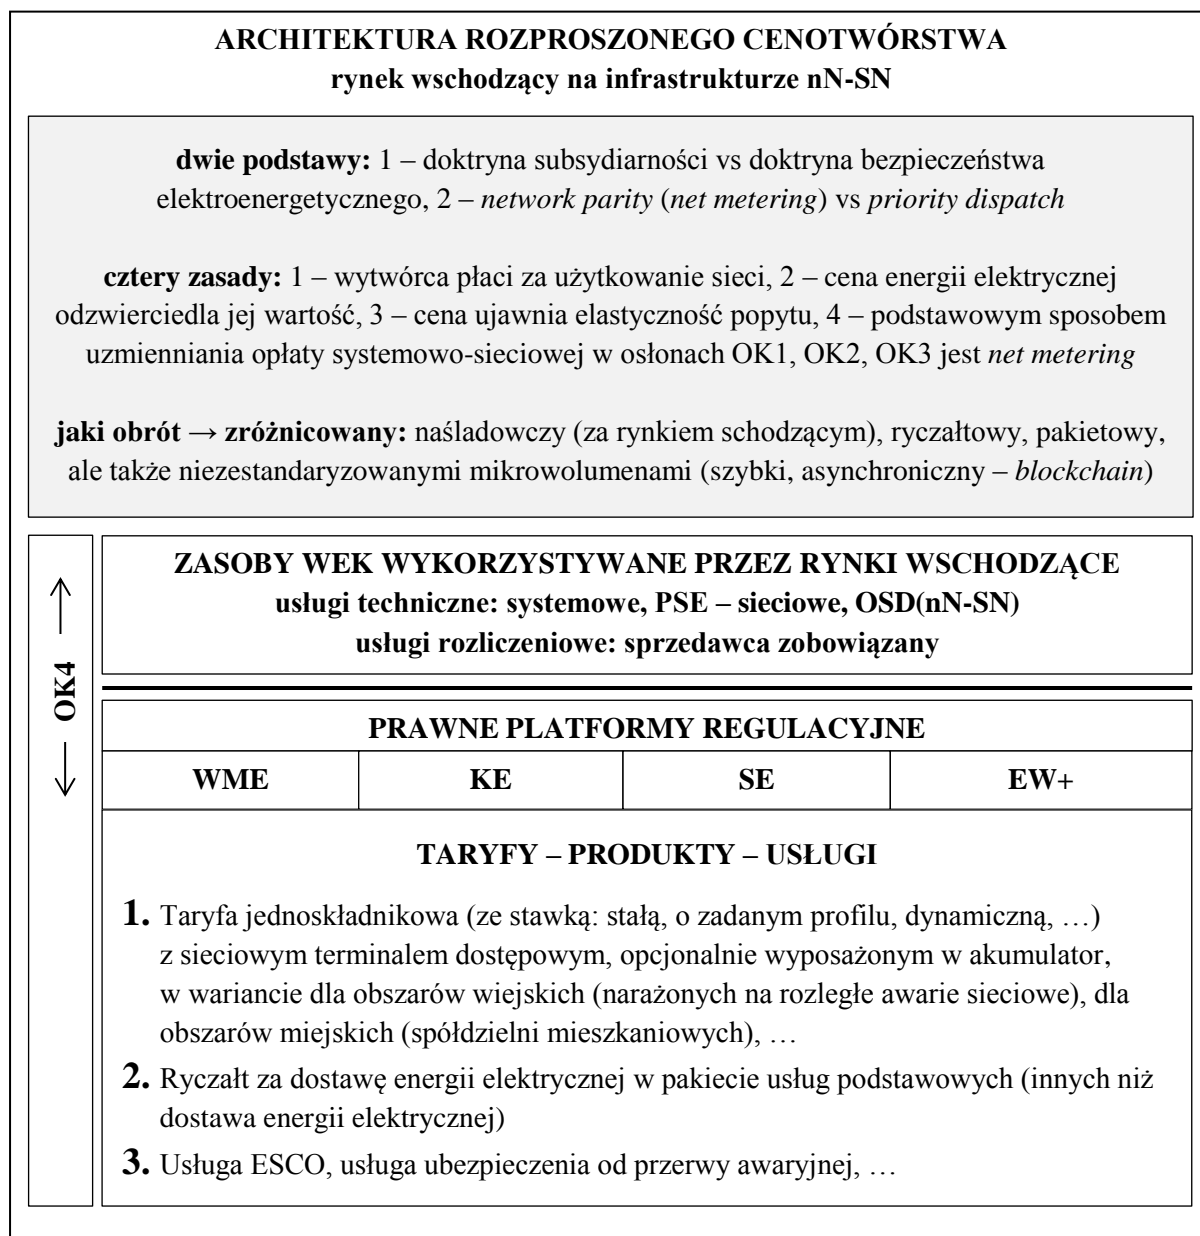 ARCHITEKTURA ROZPROSZONEGO CENOTWÓRSTWA
rynek wschodzący na infrastrukturze nN-SN
dwie podstawy: 1 – doktryna subsydiarności vs doktryna bezpieczeństwa
elektroenergetycznego, 2 – network parity (net metering) vs priority dispatch
cztery zasady: 1 – wytwórca płaci za użytkowanie sieci, 2 – cena energii elektrycznej
odzwierciedla jej wartość, 3 – cena ujawnia elastyczność popytu, 4 – podstawowym sposobem
uzmienniania opłaty systemowo-sieciowej w osłonach OK1, OK2, OK3 jest net metering
jaki obrót → zróżnicowany: naśladowczy (za rynkiem schodzącym), ryczałtowy, pakietowy,
ale także niezestandaryzowanymi mikrowolumenami (szybki, asynchroniczny – blockchain)
← OK4 →
ZASOBY WEK WYKORZYSTYWANE PRZEZ RYNKI WSCHODZĄCE
usługi techniczne: systemowe, PSE – sieciowe, OSD(nN-SN)
usługi rozliczeniowe: sprzedawca zobowiązany
PRAWNE PLATFORMY REGULACYJNE
WME KE SE EW+
TARYFY – PRODUKTY – USŁUGI
1. Taryfa jednoskładnikowa (ze stawką: stałą, o zadanym profilu, dynamiczną, …)
z sieciowym terminalem dostępowym, opcjonalnie wyposażonym w akumulator,
w wariancie dla obszarów wiejskich (narażonych na rozległe awarie sieciowe), dla
obszarów miejskich (spółdzielni mieszkaniowych), …
2. Ryczałt za dostawę energii elektrycznej w pakiecie usług podstawowych (innych niż
dostawa energii elektrycznej)
3. Usługa ESCO, usługa ubezpieczenia od przerwy awaryjnej, …